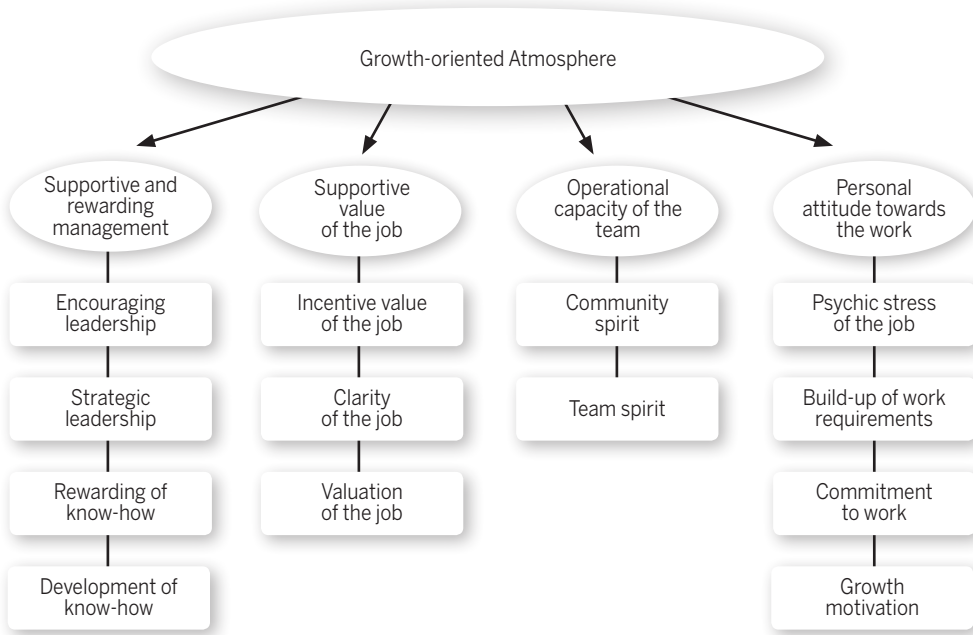 Growth-oriented Atmosphere
Supportive and
rewarding
management
Encouraging
leadership
Strategic
leadership
Rewarding of
know-how
Development of
know-how
Supportive
value
of the job
Incentive value
of the job
Clarity
of the job
Valuation
of the job
Operational
capacity of the
team
Community
spirit
Team spirit
Personal
attitude towards
the work
Psychic stress
of the job
Build-up of work
requirements
Commitment
to work
Growth
motivation